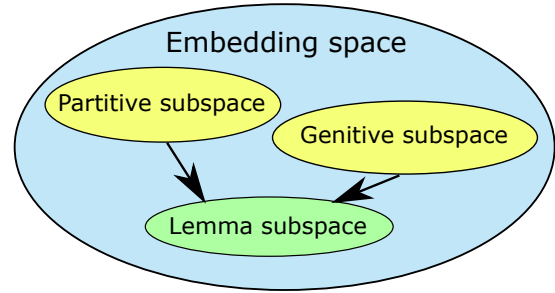 Embedding space
Partitive subspace
Genitive subspace
Lemma subspace